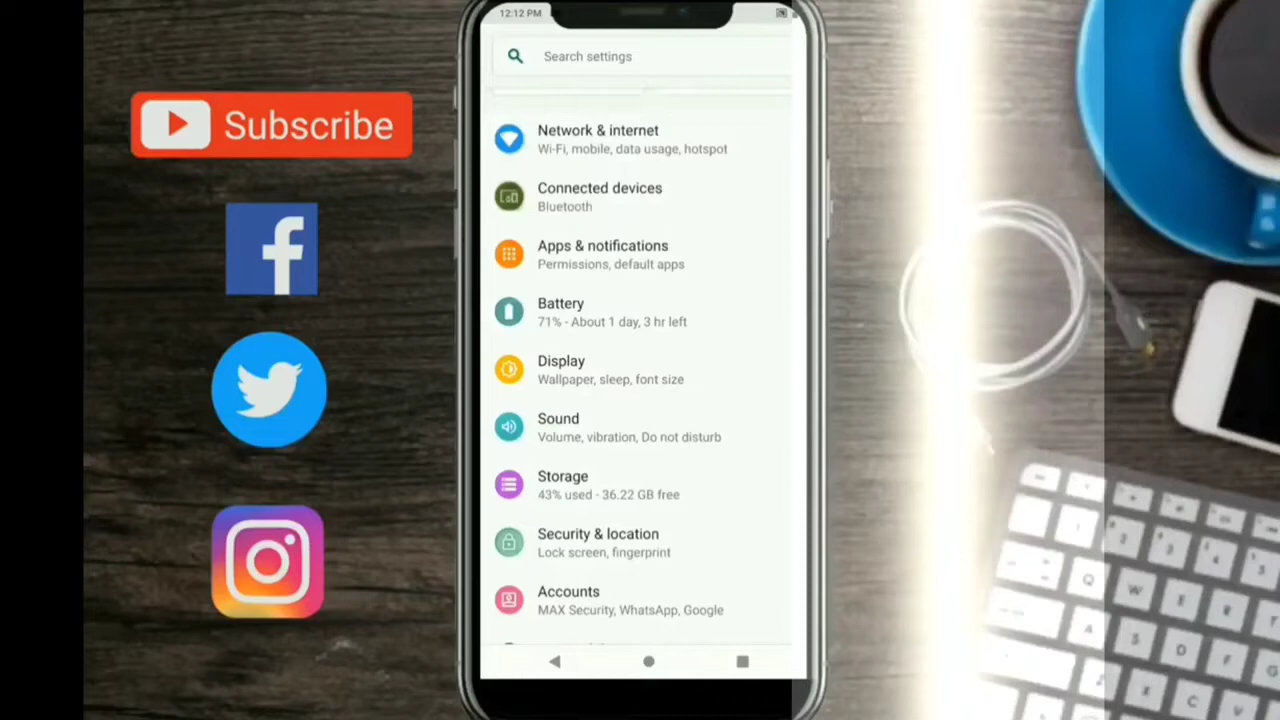 12:12 PM
Search settings
Subscribe
Network & internet
Wi-Fi, mobile, data usage, hotspot
Connected devices
Bluetooth
Apps & notifications
Permissions, default apps
Battery
71% - About 1 day, 3 hr left
Display
Wallpaper, sleep, font size
Sound
Volume, vibration, Do not disturb
Storage
43% used - 36.22 GB free
Security & location
Lock screen, fingerprint
Accounts
MAX Security, WhatsApp, Google
Q W E R
A S D F G
X C V